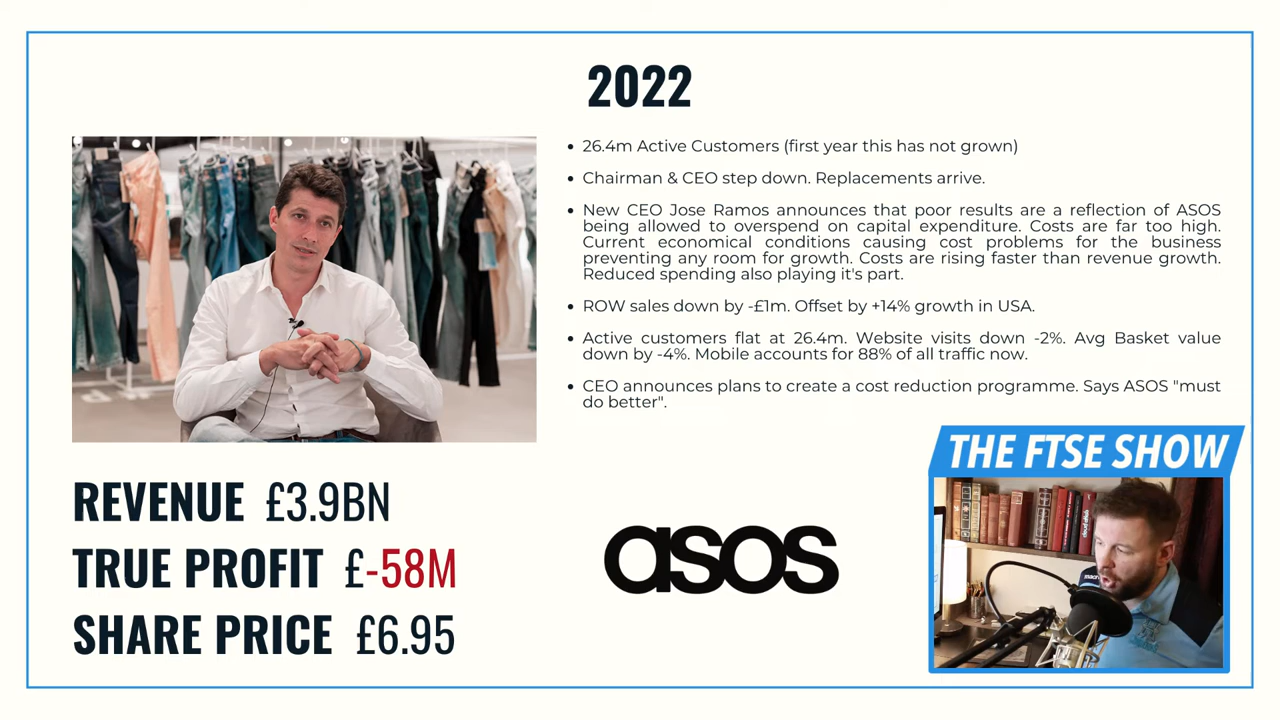 2022
26.4m Active Customers (first year this has not grown)
Chairman & CEO step down. Replacements arrive.
New CEO Jose Ramos announces that poor results are a reflection of ASOS
being allowed to overspend on capital expenditure. Costs are far too high.
Current economical conditions causing cost problems for the business
preventing any room for growth. Costs are rising faster than revenue growth.
Reduced spending also playing it's part.
ROW sales down by -£1m. Offset by +14% growth in USA.
Active customers flat at 26.4m. Website visits down -2%. Avg Basket value
down by -4%. Mobile accounts for 88% of all traffic now.
CEO announces plans to create a cost reduction programme. Says ASOS "must
do better".
REVENUE £3.9BN
TRUE PROFIT £-58M
SHARE PRICE £6.95
asos
THE FTSE SHOW